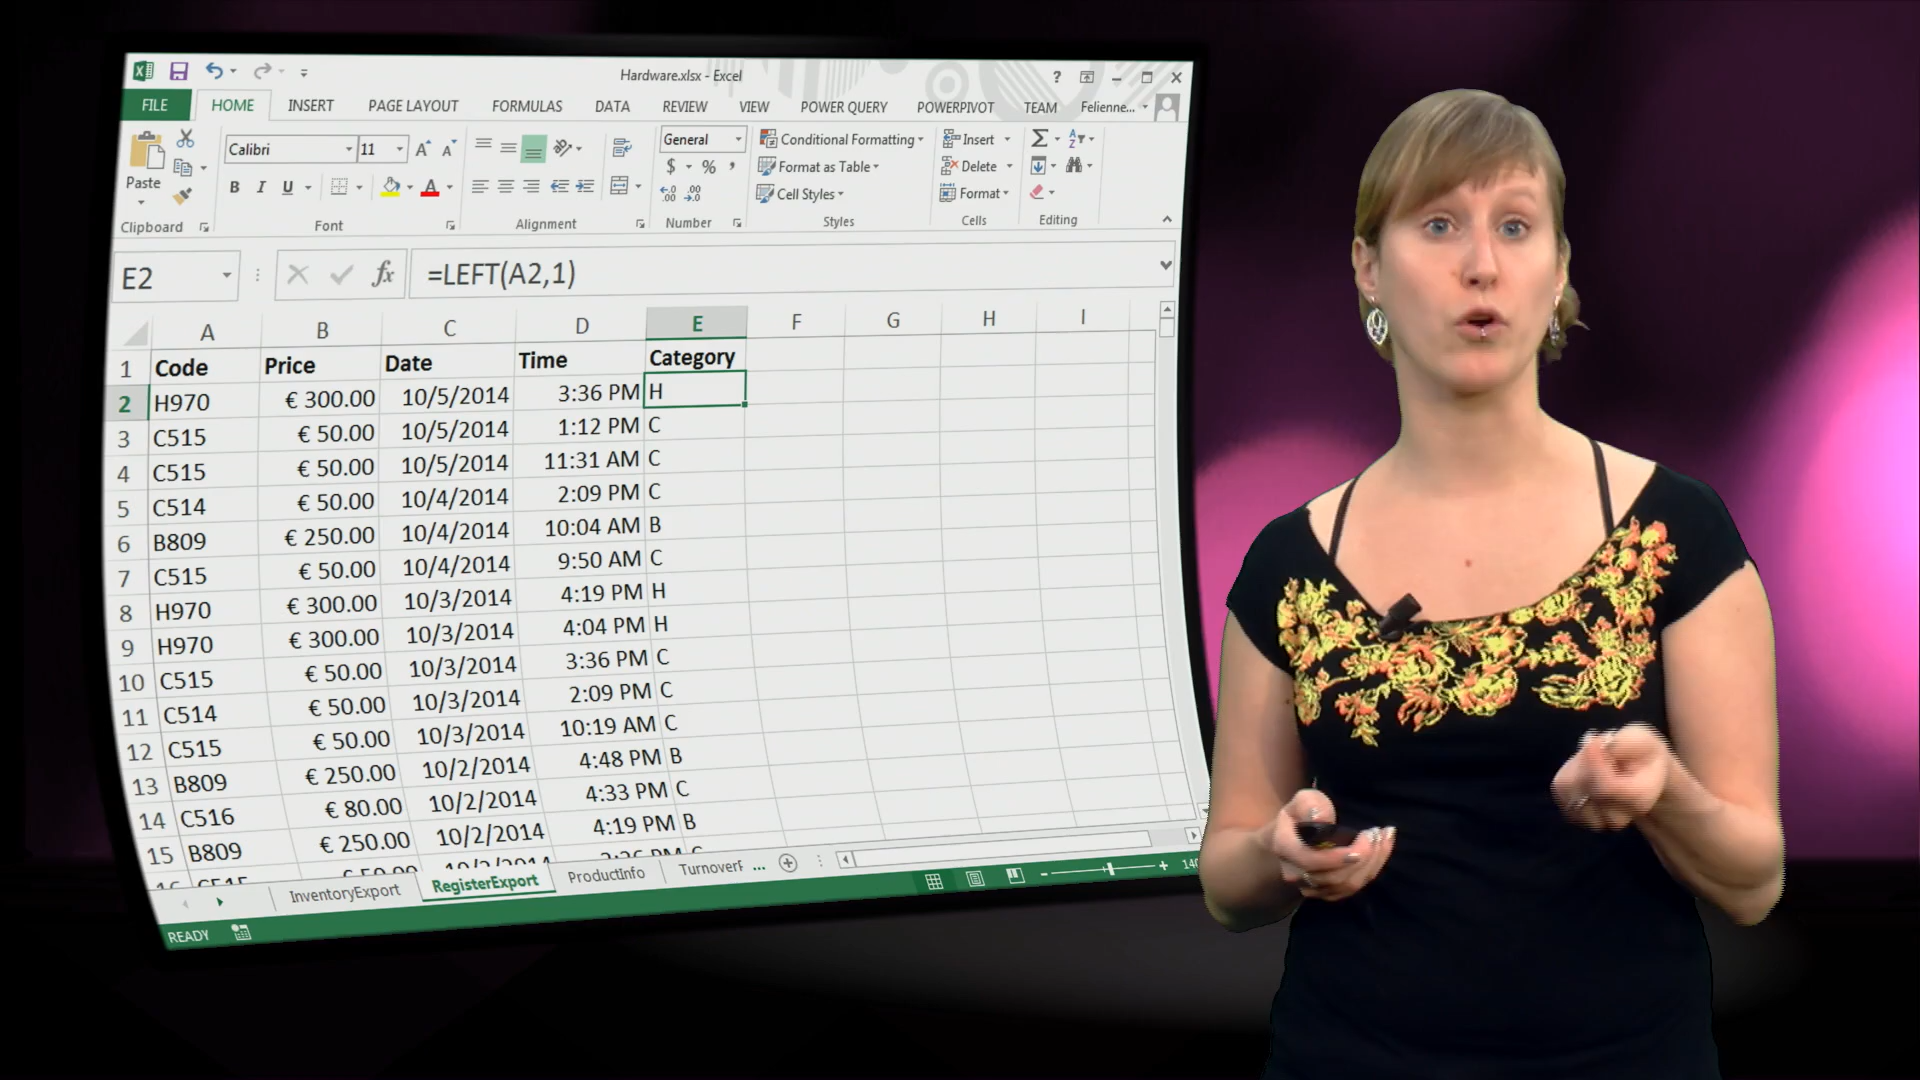 Hardware.xlsx - Excel
FILE HOME INSERT PAGE LAYOUT FORMULAS DATA REVIEW VIEW POWER QUERY POWERPIVOT TEAM Felienne...
Calibri 11 General Conditional Formatting Insert
Paste $ % , Format as Table Delete
B I U Cell Styles Format
Clipboard Font Alignment Number Styles Cells Editing
E2 fx =LEFT(A2,1)
A B C D E F G H I
1 Code Price Date Time Category
2 H970 € 300.00 10/5/2014 3:36 PM H
3 C515 € 50.00 10/5/2014 1:12 PM C
4 C515 € 50.00 10/5/2014 11:31 AM C
5 C514 € 50.00 10/4/2014 2:09 PM C
6 B809 € 250.00 10/4/2014 10:04 AM B
7 C515 € 50.00 10/4/2014 9:50 AM C
8 H970 € 300.00 10/3/2014 4:19 PM H
9 H970 € 300.00 10/3/2014 4:04 PM H
10 C515 € 50.00 10/3/2014 3:36 PM C
11 C514 € 50.00 10/3/2014 2:09 PM C
12 C515 € 50.00 10/3/2014 10:19 AM C
13 B809 € 250.00 10/2/2014 4:48 PM B
14 C516 € 80.00 10/2/2014 4:33 PM C
15 B809 € 250.00 10/2/2014 4:19 PM B
InventoryExport RegisterExport ProductInfo TurnoverF ...
READY